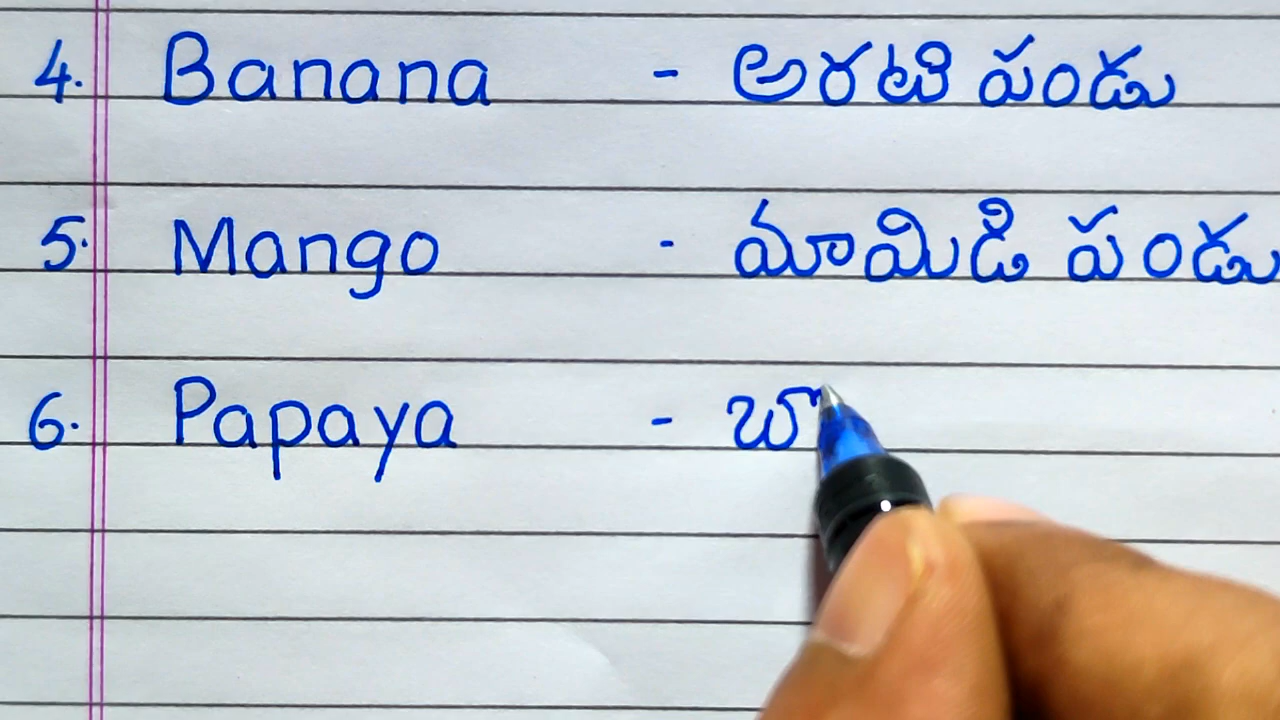 4. Banana - అరటి పండు
5. Mango - మామిడి పండు
6. Papaya - బొ